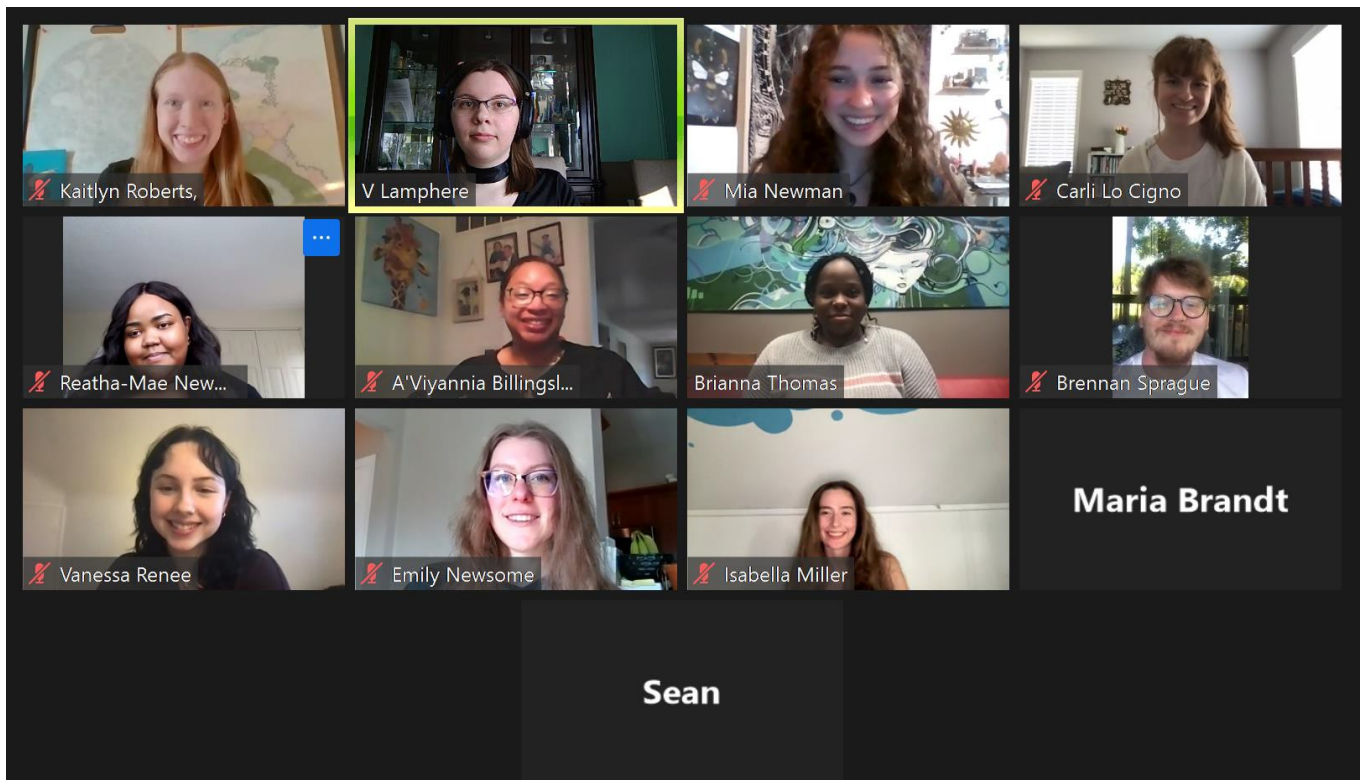 Kaitlyn Roberts,
V Lamphere
Mia Newman
Carli Lo Cigno
Reatha-Mae New...
A'Viyannia Billingsl...
Brianna Thomas
Brennan Sprague
Vanessa Renee
Emily Newsome
Isabella Miller
Maria Brandt
Sean